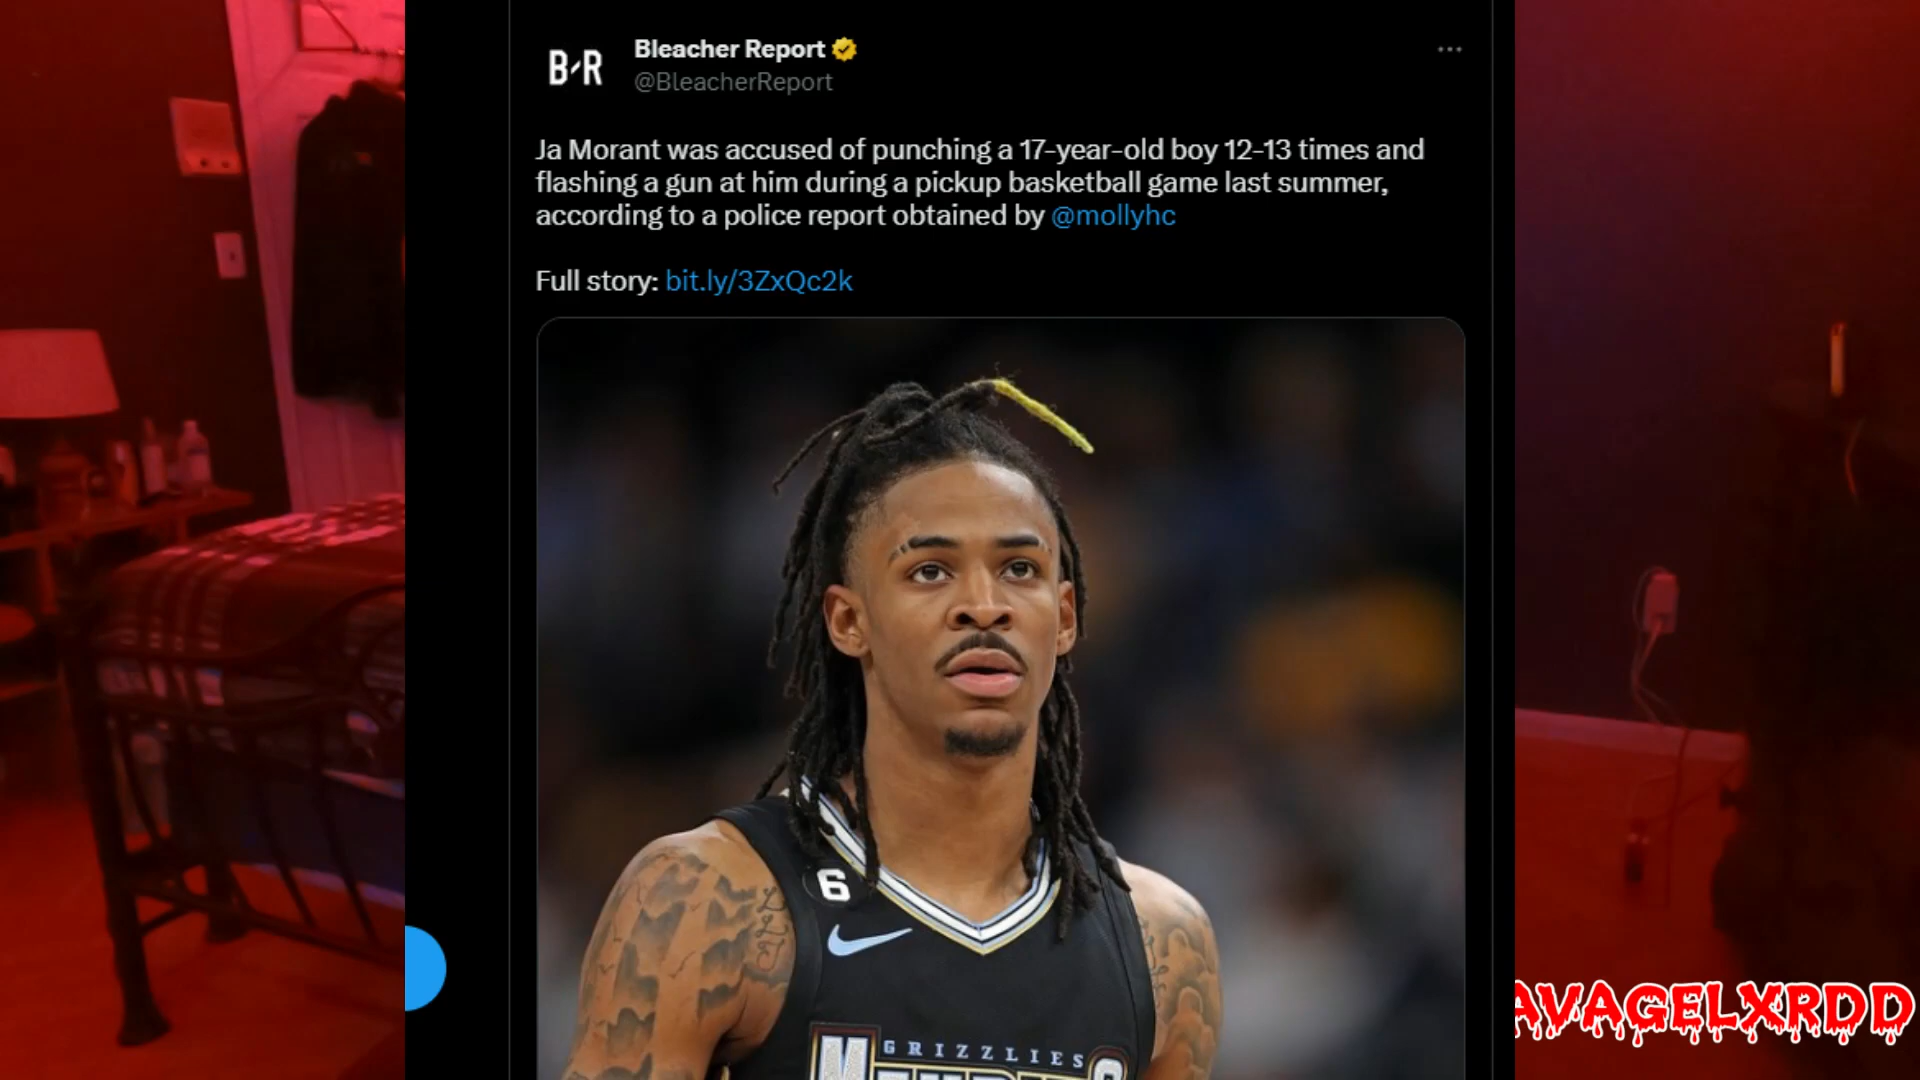 B/R
Bleacher Report
@BleacherReport
Ja Morant was accused of punching a 17-year-old boy 12-13 times and
flashing a gun at him during a pickup basketball game last summer,
according to a police report obtained by @mollyhc
Full story: bit.ly/3ZxQc2k
6
GRIZZLIES
AVAGELXRDD